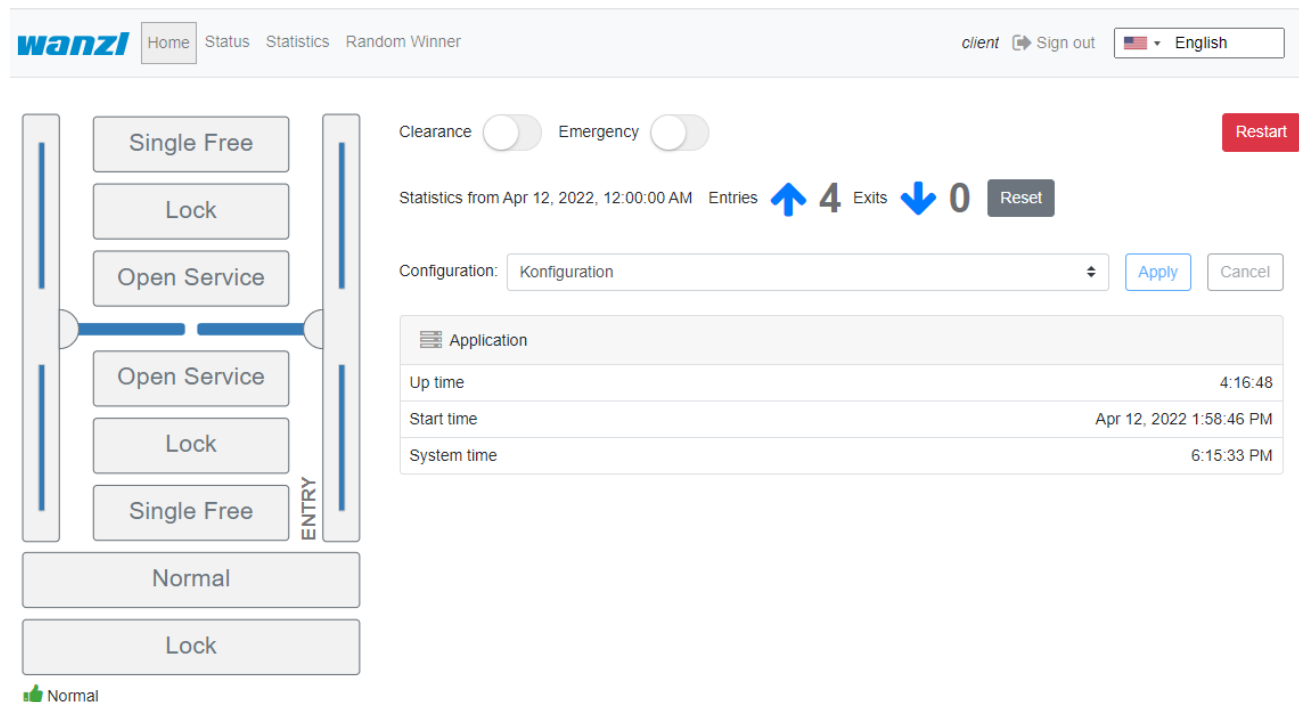 wanzl Home Status Statistics Random Winner client Sign out English
Single Free
Lock
Open Service
Open Service
Lock
Single Free
ENTRY
Normal
Lock
Normal
Clearance Emergency Restart
Statistics from Apr 12, 2022, 12:00:00 AM Entries 4 Exits 0 Reset
Configuration: Konfiguration Apply Cancel
Application
Up time 4:16:48
Start time Apr 12, 2022 1:58:46 PM
System time 6:15:33 PM